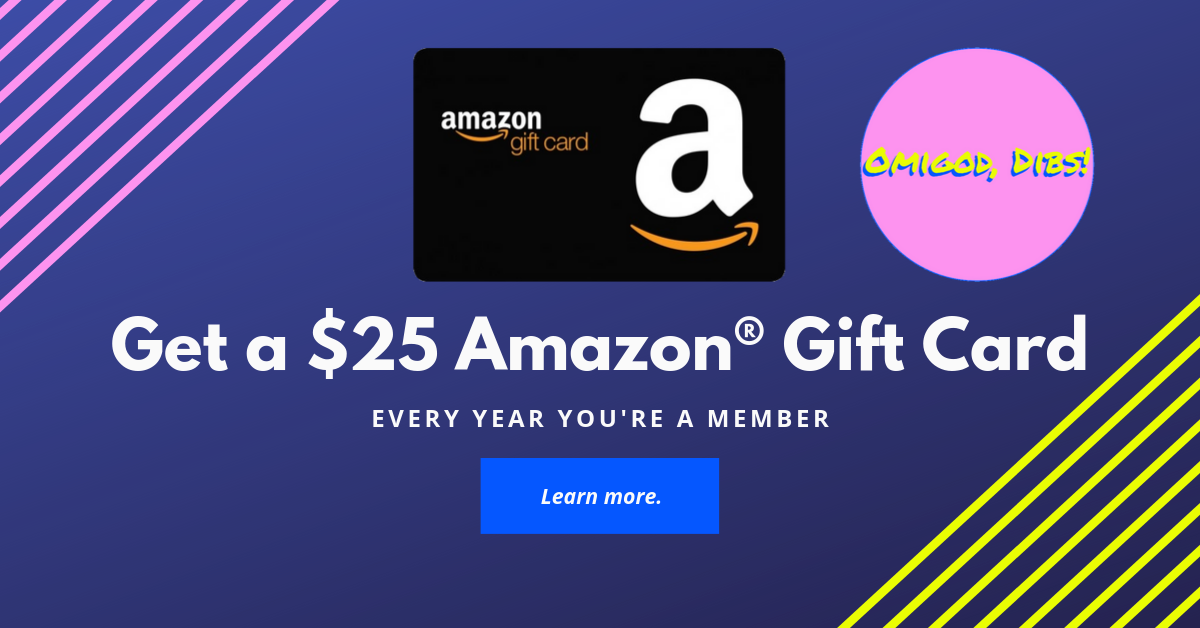 amazon
gift card
a
Omigod, Dibs!
Get a $25 Amazon® Gift Card
EVERY YEAR YOU'RE A MEMBER
Learn more.